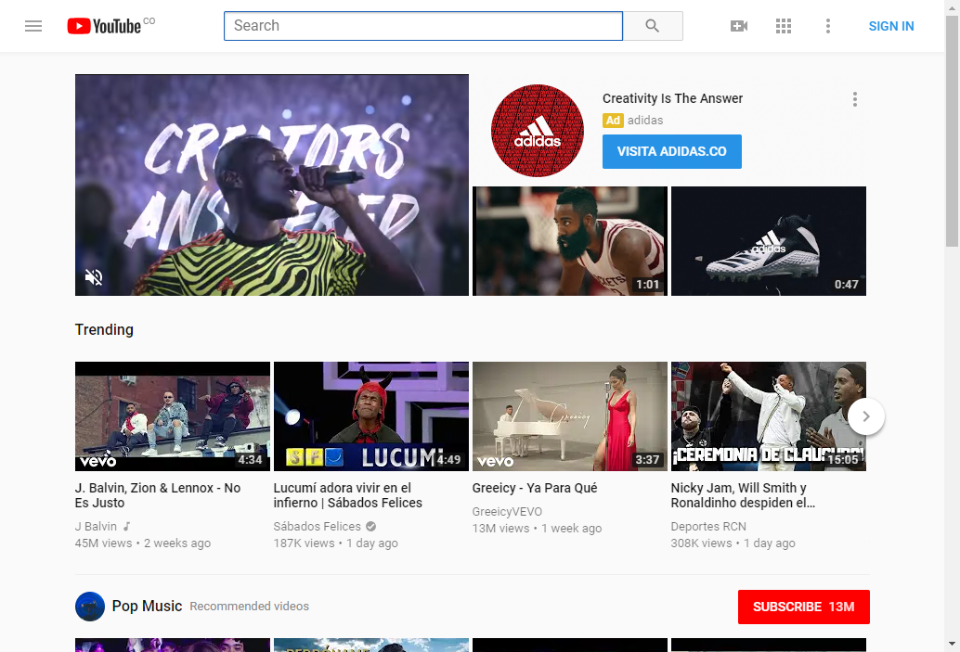 YouTube CO
Search
SIGN IN
CREATORS
ANSWERED
adidas
Creativity Is The Answer
Ad adidas
VISITA ADIDAS.CO
1:01
adidas
0:47
Trending
vevo
4:34
SFD LUCUMí
4:49
Greeicy
vevo
3:37
¡CEREMONIA DE CLAUSURA!
15:05
J. Balvin, Zion & Lennox - No
Es Justo
J Balvin
45M views • 2 weeks ago
Lucumí adora vivir en el
infierno | Sábados Felices
Sábados Felices
187K views • 1 day ago
Greeicy - Ya Para Qué
GreeicyVEVO
13M views • 1 week ago
Nicky Jam, Will Smith y
Ronaldinho despiden el...
Deportes RCN
308K views • 1 day ago
Pop Music Recommended videos
SUBSCRIBE 13M